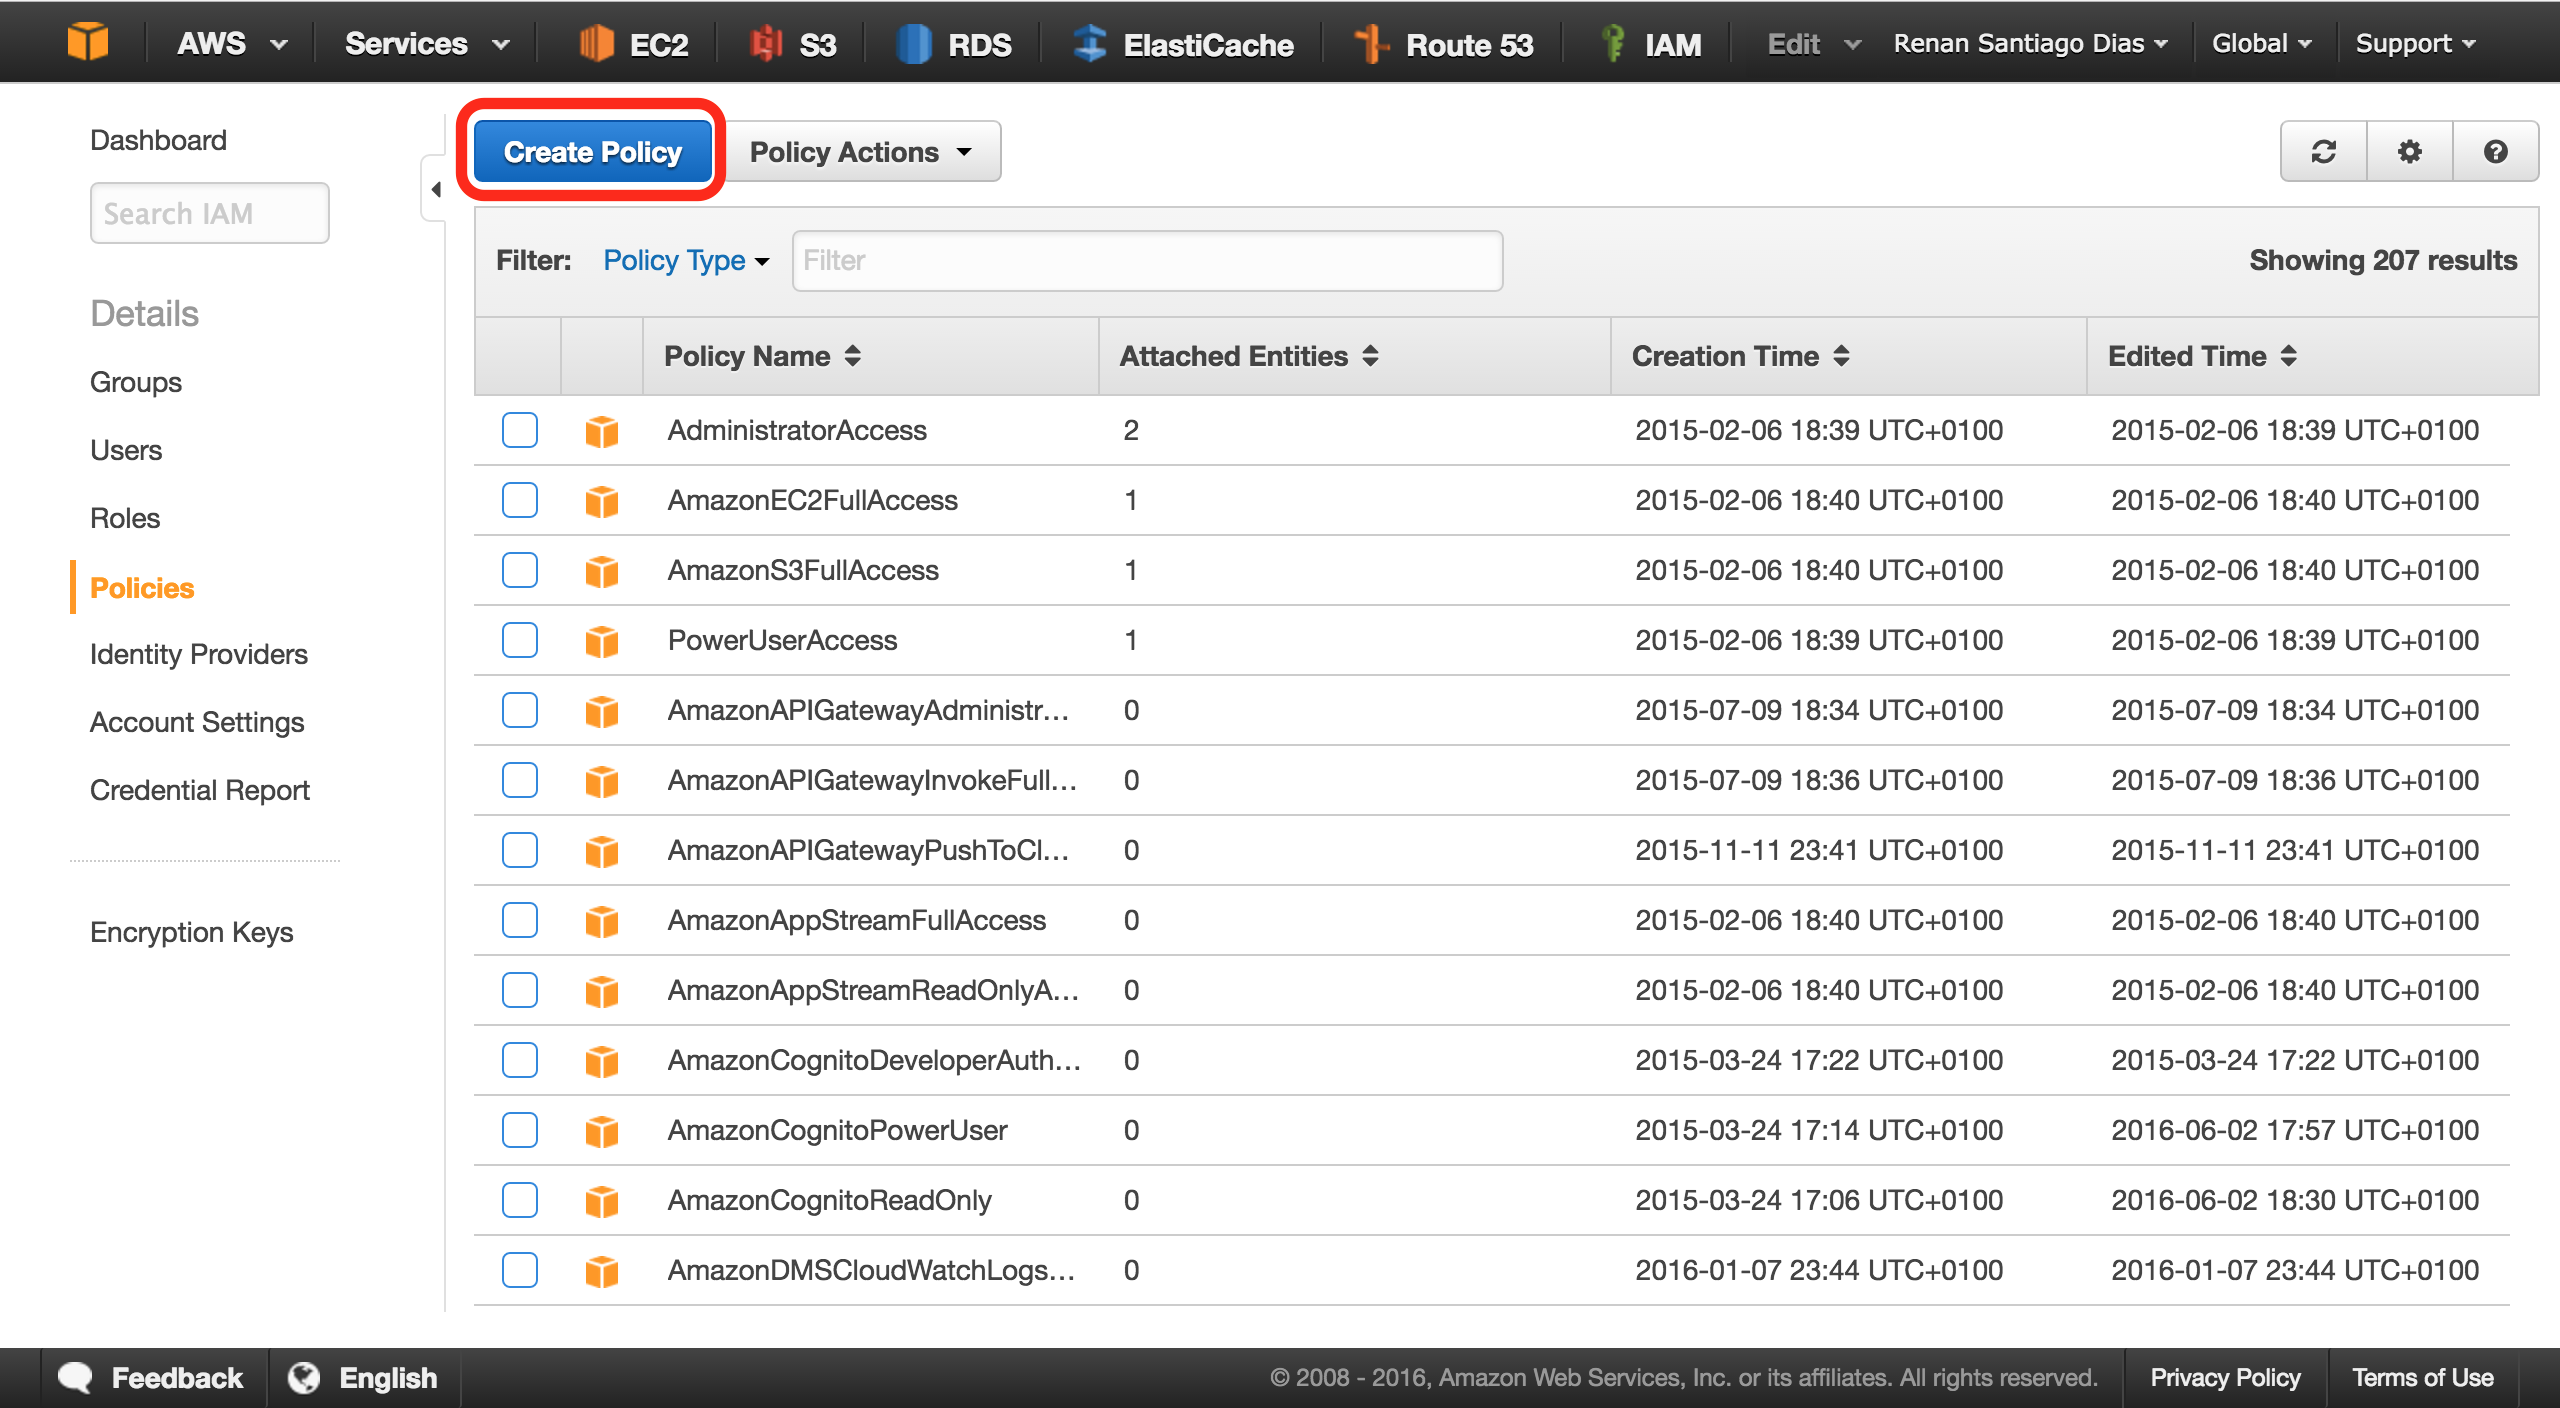 AWS Services EC2 S3 RDS ElastiCache Route 53 IAM Edit Renan Santiago Dias Global Support
Dashboard
Search IAM
Details
Groups
Users
Roles
Policies
Identity Providers
Account Settings
Credential Report
Encryption Keys
Create Policy Policy Actions
Filter: Policy Type Filter Showing 207 results
Policy Name Attached Entities Creation Time Edited Time
AdministratorAccess 2 2015-02-06 18:39 UTC+0100 2015-02-06 18:39 UTC+0100
AmazonEC2FullAccess 1 2015-02-06 18:40 UTC+0100 2015-02-06 18:40 UTC+0100
AmazonS3FullAccess 1 2015-02-06 18:40 UTC+0100 2015-02-06 18:40 UTC+0100
PowerUserAccess 1 2015-02-06 18:39 UTC+0100 2015-02-06 18:39 UTC+0100
AmazonAPIGatewayAdministr... 0 2015-07-09 18:34 UTC+0100 2015-07-09 18:34 UTC+0100
AmazonAPIGatewayInvokeFull... 0 2015-07-09 18:36 UTC+0100 2015-07-09 18:36 UTC+0100
AmazonAPIGatewayPushToCl... 0 2015-11-11 23:41 UTC+0100 2015-11-11 23:41 UTC+0100
AmazonAppStreamFullAccess 0 2015-02-06 18:40 UTC+0100 2015-02-06 18:40 UTC+0100
AmazonAppStreamReadOnlyA... 0 2015-02-06 18:40 UTC+0100 2015-02-06 18:40 UTC+0100
AmazonCognitoDeveloperAuth... 0 2015-03-24 17:22 UTC+0100 2015-03-24 17:22 UTC+0100
AmazonCognitoPowerUser 0 2015-03-24 17:14 UTC+0100 2016-06-02 17:57 UTC+0100
AmazonCognitoReadOnly 0 2015-03-24 17:06 UTC+0100 2016-06-02 18:30 UTC+0100
AmazonDMSCloudWatchLogs... 0 2016-01-07 23:44 UTC+0100 2016-01-07 23:44 UTC+0100
Feedback English © 2008 - 2016, Amazon Web Services, Inc. or its affiliates. All rights reserved. Privacy Policy Terms of Use